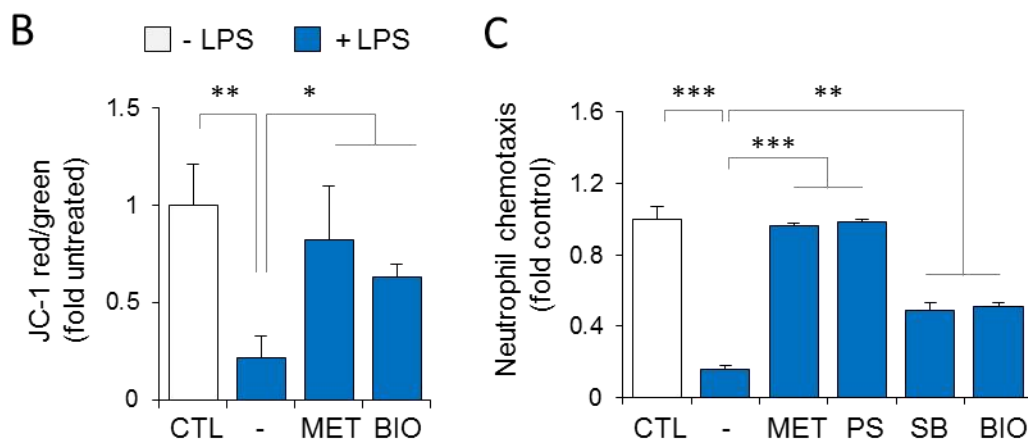 B
- LPS
+ LPS
JC-1 red/green
(fold untreated)
1.5
1
0.5
0
**
*
CTL - MET BIO
C
Neutrophil chemotaxis
(fold control)
1.6
1.2
0.8
0.4
0
***
**
***
CTL - MET PS SB BIO